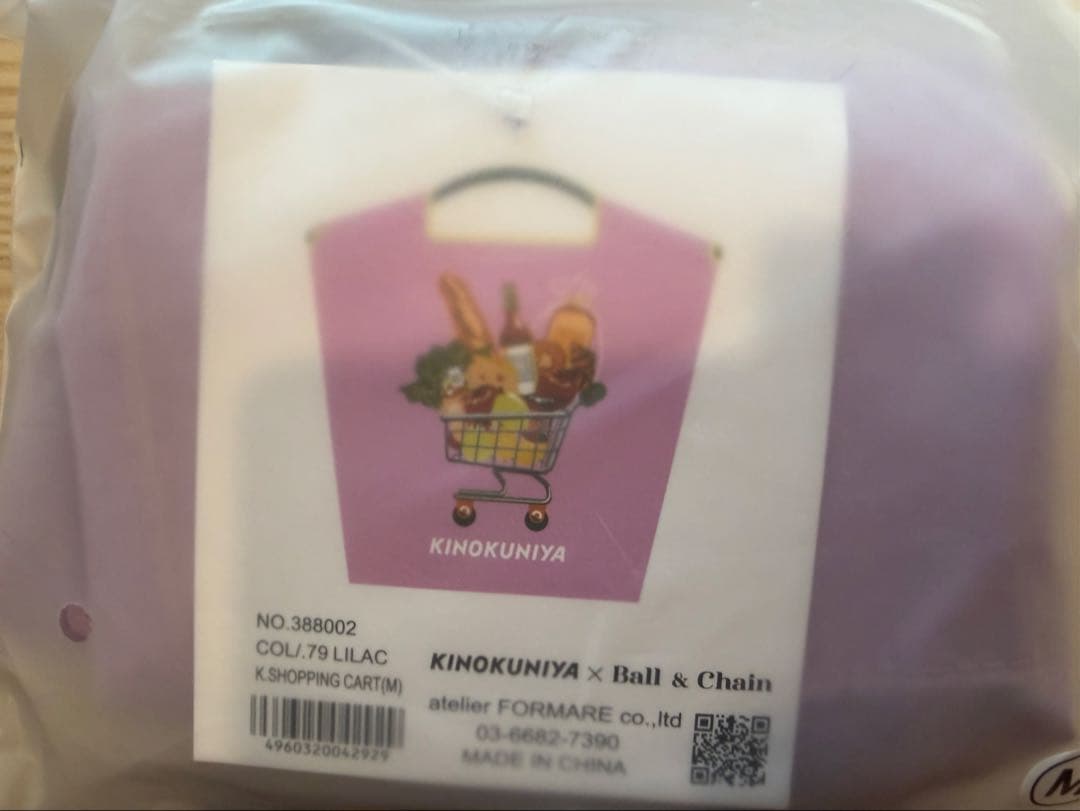 KINOKUNIYA
NO.388002
COL/.79 LILAC
K.SHOPPING CART(M)
4960320042929
KINOKUNIYA × Ball & Chain
atelier FORMARE co.,ltd
03-6682-7390
MADE IN CHINA
M